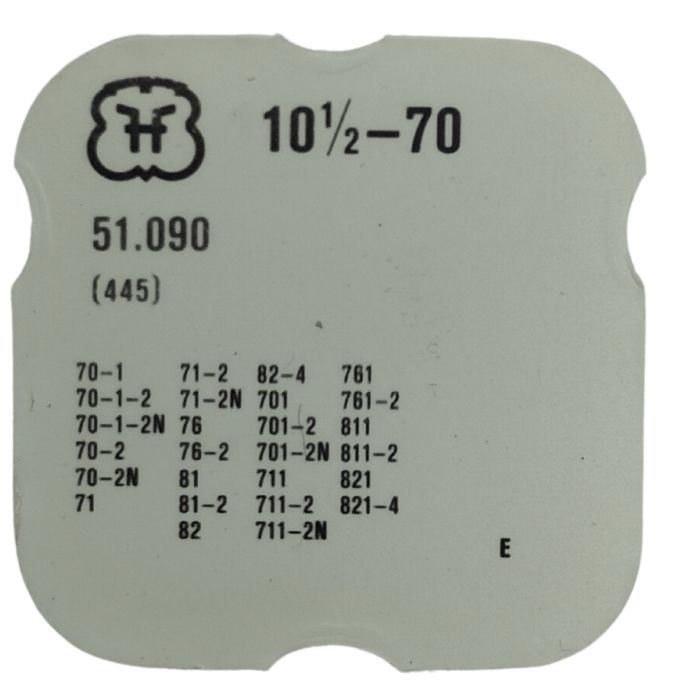 10½–70
51.090
(445)
70–1 71–2 82–4 761
70–1–2 71–2N 701 761–2
70–1–2N 76 701–2 811
70–2 76–2 701–2N 811–2
70–2N 81 711 821
71 81–2 711–2 821–4
82 711–2N
E